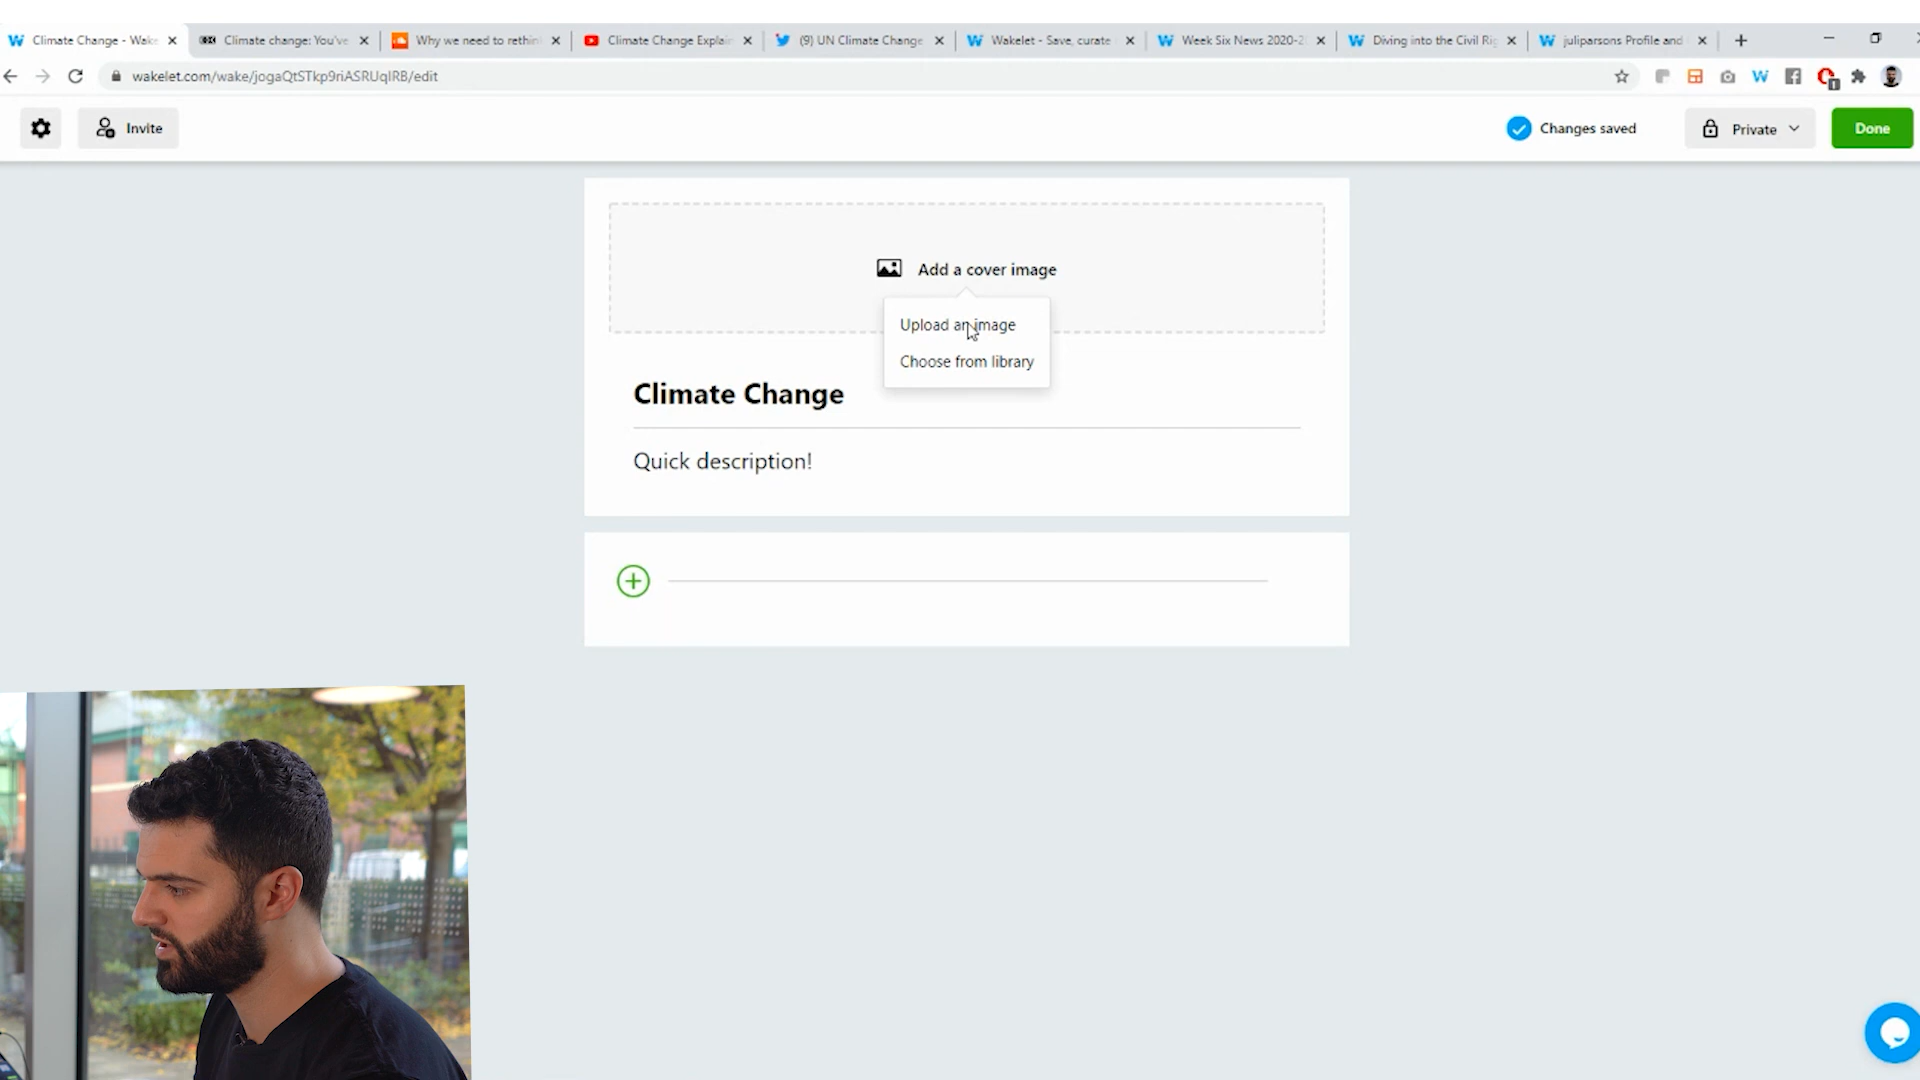 Climate Change - Wake
Climate change: You've
Why we need to rethin
Climate Change Explai
(9) UN Climate Change
Wakelet - Save, curate
Week Six News 2020-2
Diving into the Civil Rig
juliparsons Profile and
wakelet.com/wake/jogaQtSTkp9riASRUqIRB/edit
Invite
Changes saved
Private
Done
Add a cover image
Upload an image
Choose from library
Climate Change
Quick description!